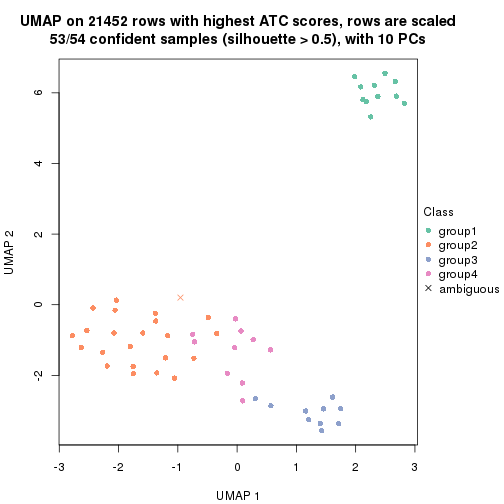 UMAP on 21452 rows with highest ATC scores, rows are scaled
53/54 confident samples (silhouette > 0.5), with 10 PCs
6
4
2
0
-2
UMAP 2
-3
-2
-1
0
1
2
3
UMAP 1
Class
group1
group2
group3
group4
ambiguous